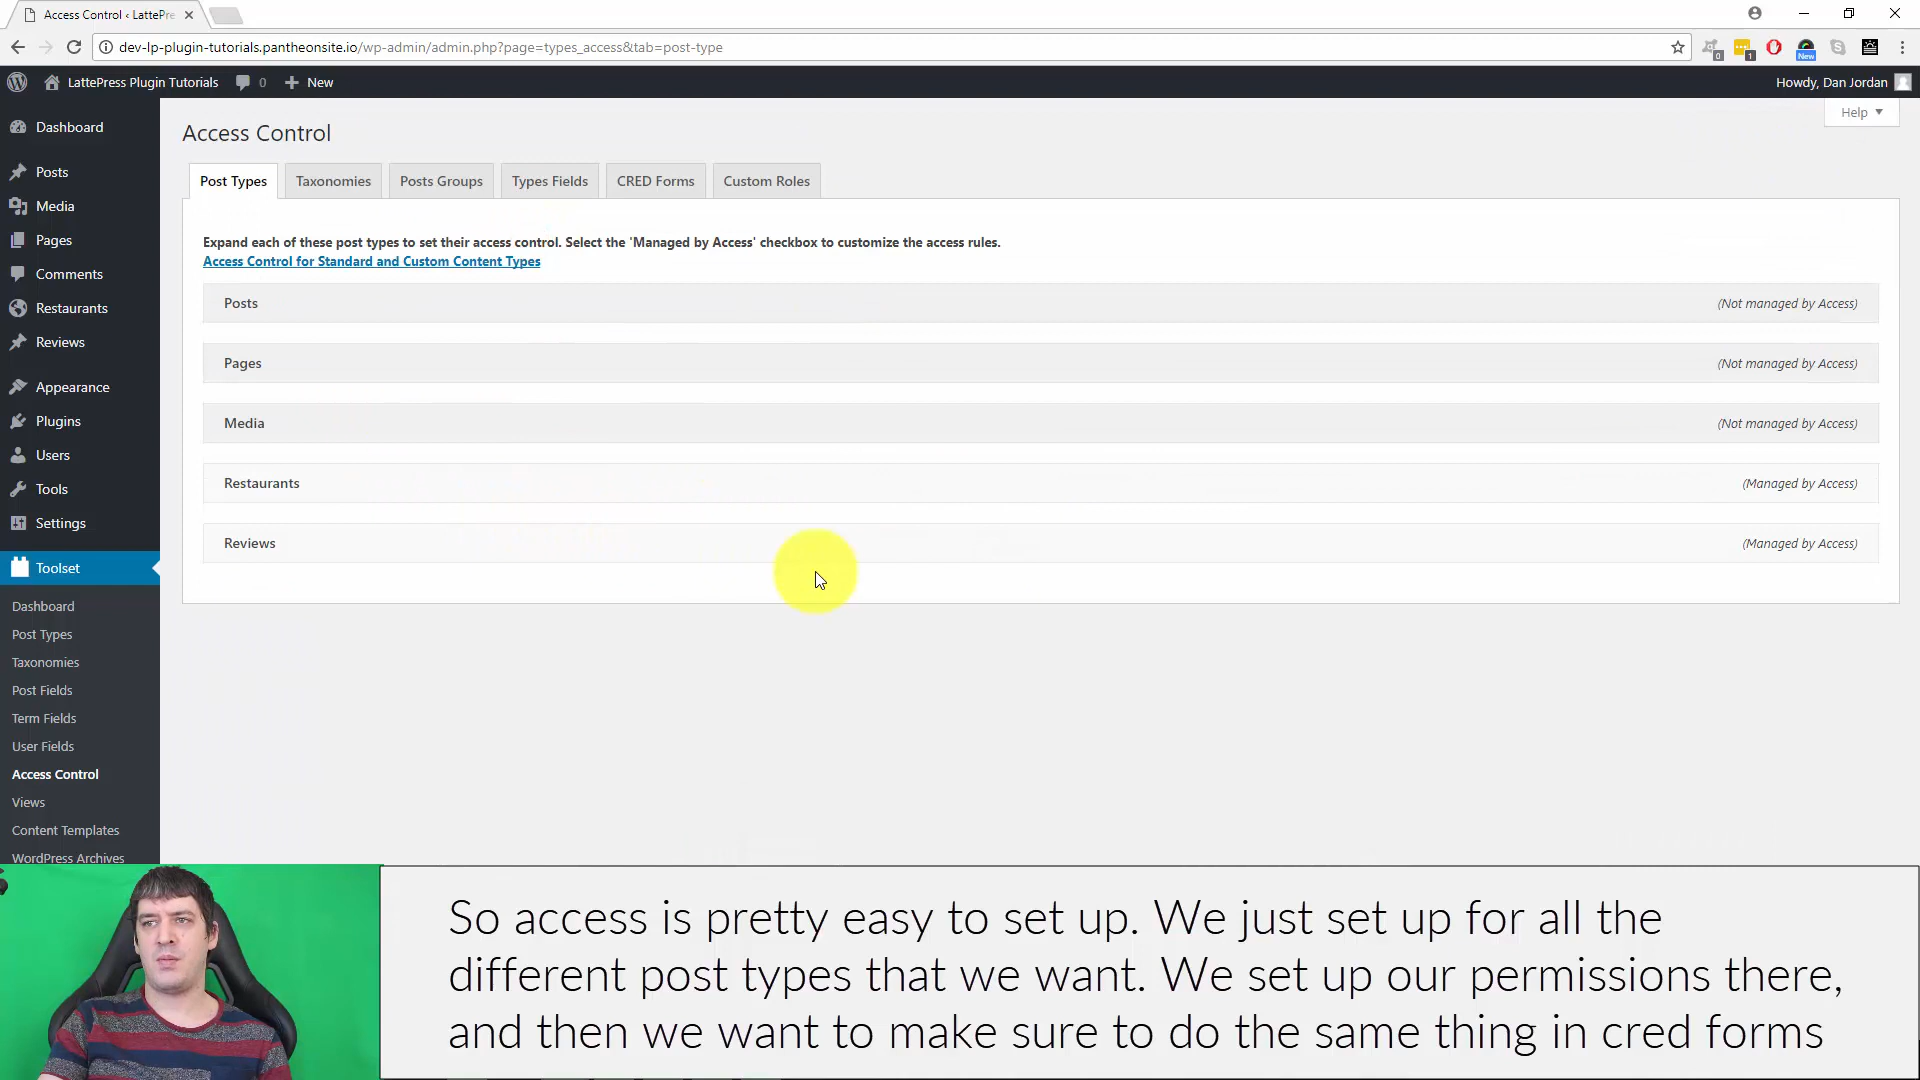 Access Control ‹ LattePre
dev-lp-plugin-tutorials.pantheonsite.io/wp-admin/admin.php?page=types_access&tab=post-type
0
1
New
LattePress Plugin Tutorials
0
New
Howdy, Dan Jordan
Help
Dashboard
Posts
Media
Pages
Comments
Restaurants
Reviews
Appearance
Plugins
Users
Tools
Settings
Toolset
Dashboard
Post Types
Taxonomies
Post Fields
Term Fields
User Fields
Access Control
Views
Content Templates
WordPress Archives
Access Control
Post Types
Taxonomies
Posts Groups
Types Fields
CRED Forms
Custom Roles
Expand each of these post types to set their access control. Select the 'Managed by Access' checkbox to customize the access rules.
Access Control for Standard and Custom Content Types
Posts (Not managed by Access)
Pages (Not managed by Access)
Media (Not managed by Access)
Restaurants (Managed by Access)
Reviews (Managed by Access)
So access is pretty easy to set up. We just set up for all the
different post types that we want. We set up our permissions there,
and then we want to make sure to do the same thing in cred forms